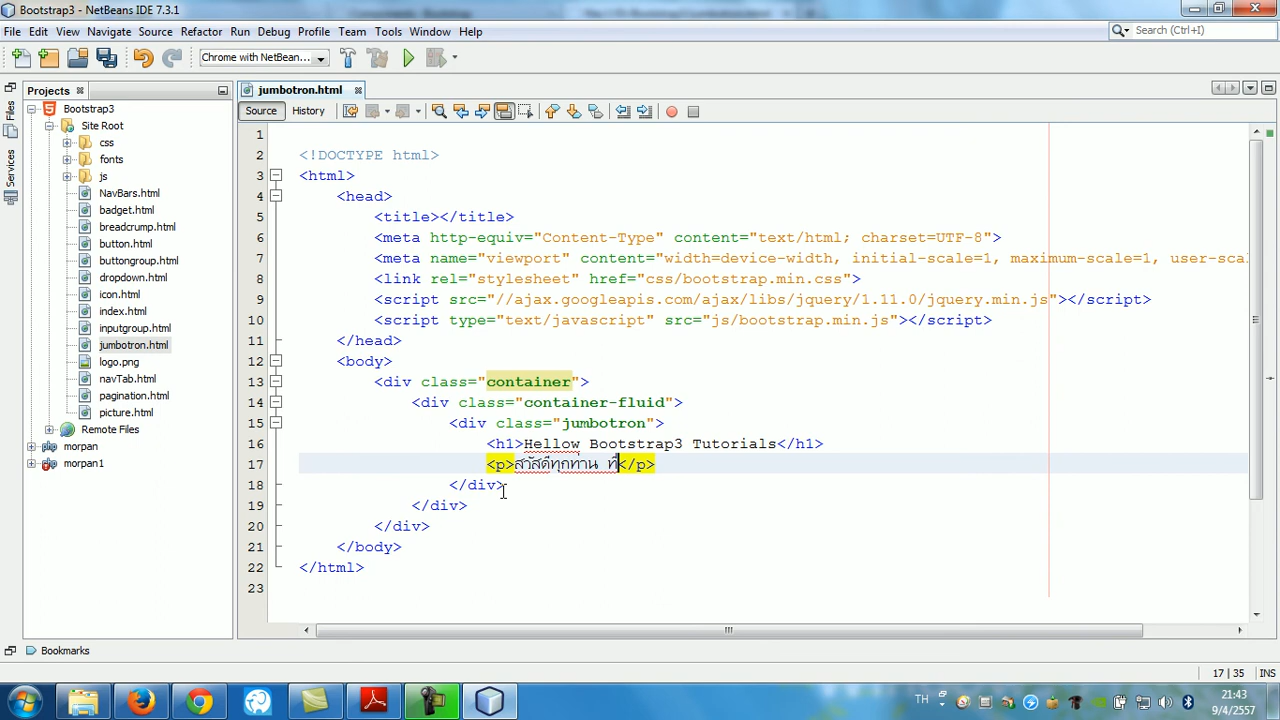 Bootstrap3 - NetBeans IDE 7.3.1
File Edit View Navigate Source Refactor Run Debug Profile Team Tools Window Help
Search (Ctrl+I)
Chrome with NetBean...
Projects
jumbotron.html
Files
Services
Source History
Bootstrap3
Site Root
css
fonts
js
NavBars.html
badget.html
breadcrump.html
button.html
buttongroup.html
dropdown.html
icon.html
index.html
inputgroup.html
jumbotron.html
logo.png
navTab.html
pagination.html
picture.html
Remote Files
morpan
morpan1
1
2 <!DOCTYPE html>
3 <html>
4 <head>
5 <title></title>
6 <meta http-equiv="Content-Type" content="text/html; charset=UTF-8">
7 <meta name="viewport" content="width=device-width, initial-scale=1, maximum-scale=1, user-sca
8 <link rel="stylesheet" href="css/bootstrap.min.css">
9 <script src="//ajax.googleapis.com/ajax/libs/jquery/1.11.0/jquery.min.js"></script>
10 <script type="text/javascript" src="js/bootstrap.min.js"></script>
11 </head>
12 <body>
13 <div class="container">
14 <div class="container-fluid">
15 <div class="jumbotron">
16 <h1>Hellow Bootstrap3 Tutorials</h1>
17 <p>สวัสดีทุกท่าน ที่</p>
18 </div>
19 </div>
20 </div>
21 </body>
22 </html>
23
Bookmarks
17 | 35 INS
TH
21:43
9/4/2557